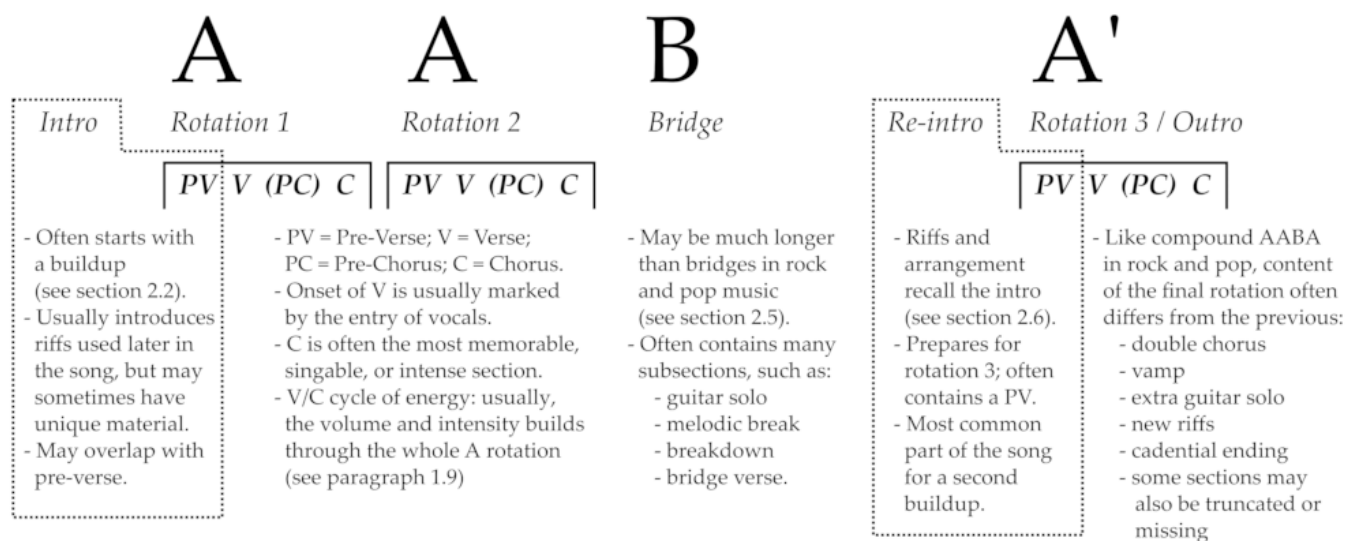 A A B A'
Intro Rotation 1 Rotation 2 Bridge Re-intro Rotation 3 / Outro
PV V (PC) C PV V (PC) C PV V (PC) C
- Often starts with
a buildup
(see section 2.2).
- Usually introduces
riffs used later in
the song, but may
sometimes have
unique material.
- May overlap with
pre-verse.
- PV = Pre-Verse; V = Verse;
PC = Pre-Chorus; C = Chorus.
- Onset of V is usually marked
by the entry of vocals.
- C is often the most memorable,
singable, or intense section.
- V/C cycle of energy: usually,
the volume and intensity builds
through the whole A rotation
(see paragraph 1.9)
- May be much longer
than bridges in rock
and pop music
(see section 2.5).
- Often contains many
subsections, such as:
- guitar solo
- melodic break
- breakdown
- bridge verse.
- Riffs and
arrangement
recall the intro
(see section 2.6).
- Prepares for
rotation 3; often
contains a PV.
- Most common
part of the song
for a second
buildup.
- Like compound AABA
in rock and pop, content
of the final rotation often
differs from the previous:
- double chorus
- vamp
- extra guitar solo
- new riffs
- cadential ending
- some sections may
also be truncated or
missing